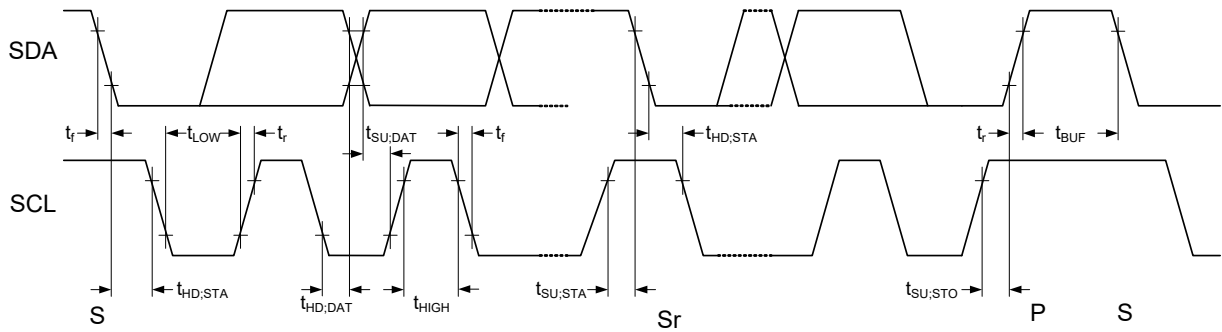 SDA
t_f t_LOW t_r t_SU;DAT t_f t_HD;STA t_r t_BUF
SCL
t_HD;STA t_HD;DAT t_HIGH t_SU;STA t_SU;STO
S Sr P S